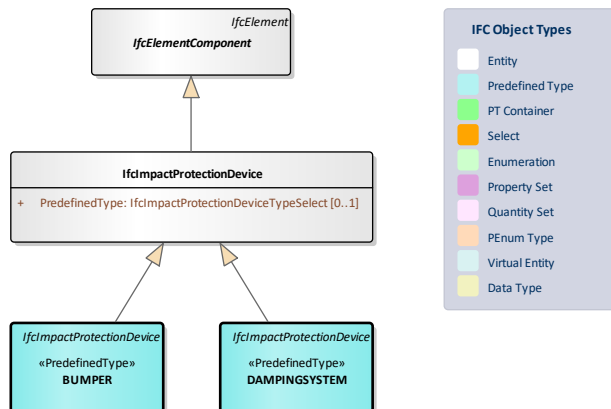 IfcElement
IfcElementComponent
IfcImpactProtectionDevice
+ PredefinedType: IfcImpactProtectionDeviceTypeSelect [0..1]
IfcImpactProtectionDevice
«PredefinedType»
BUMPER
IfcImpactProtectionDevice
«PredefinedType»
DAMPINGSYSTEM
IFC Object Types
Entity
Predefined Type
PT Container
Select
Enumeration
Property Set
Quantity Set
PEnum Type
Virtual Entity
Data Type